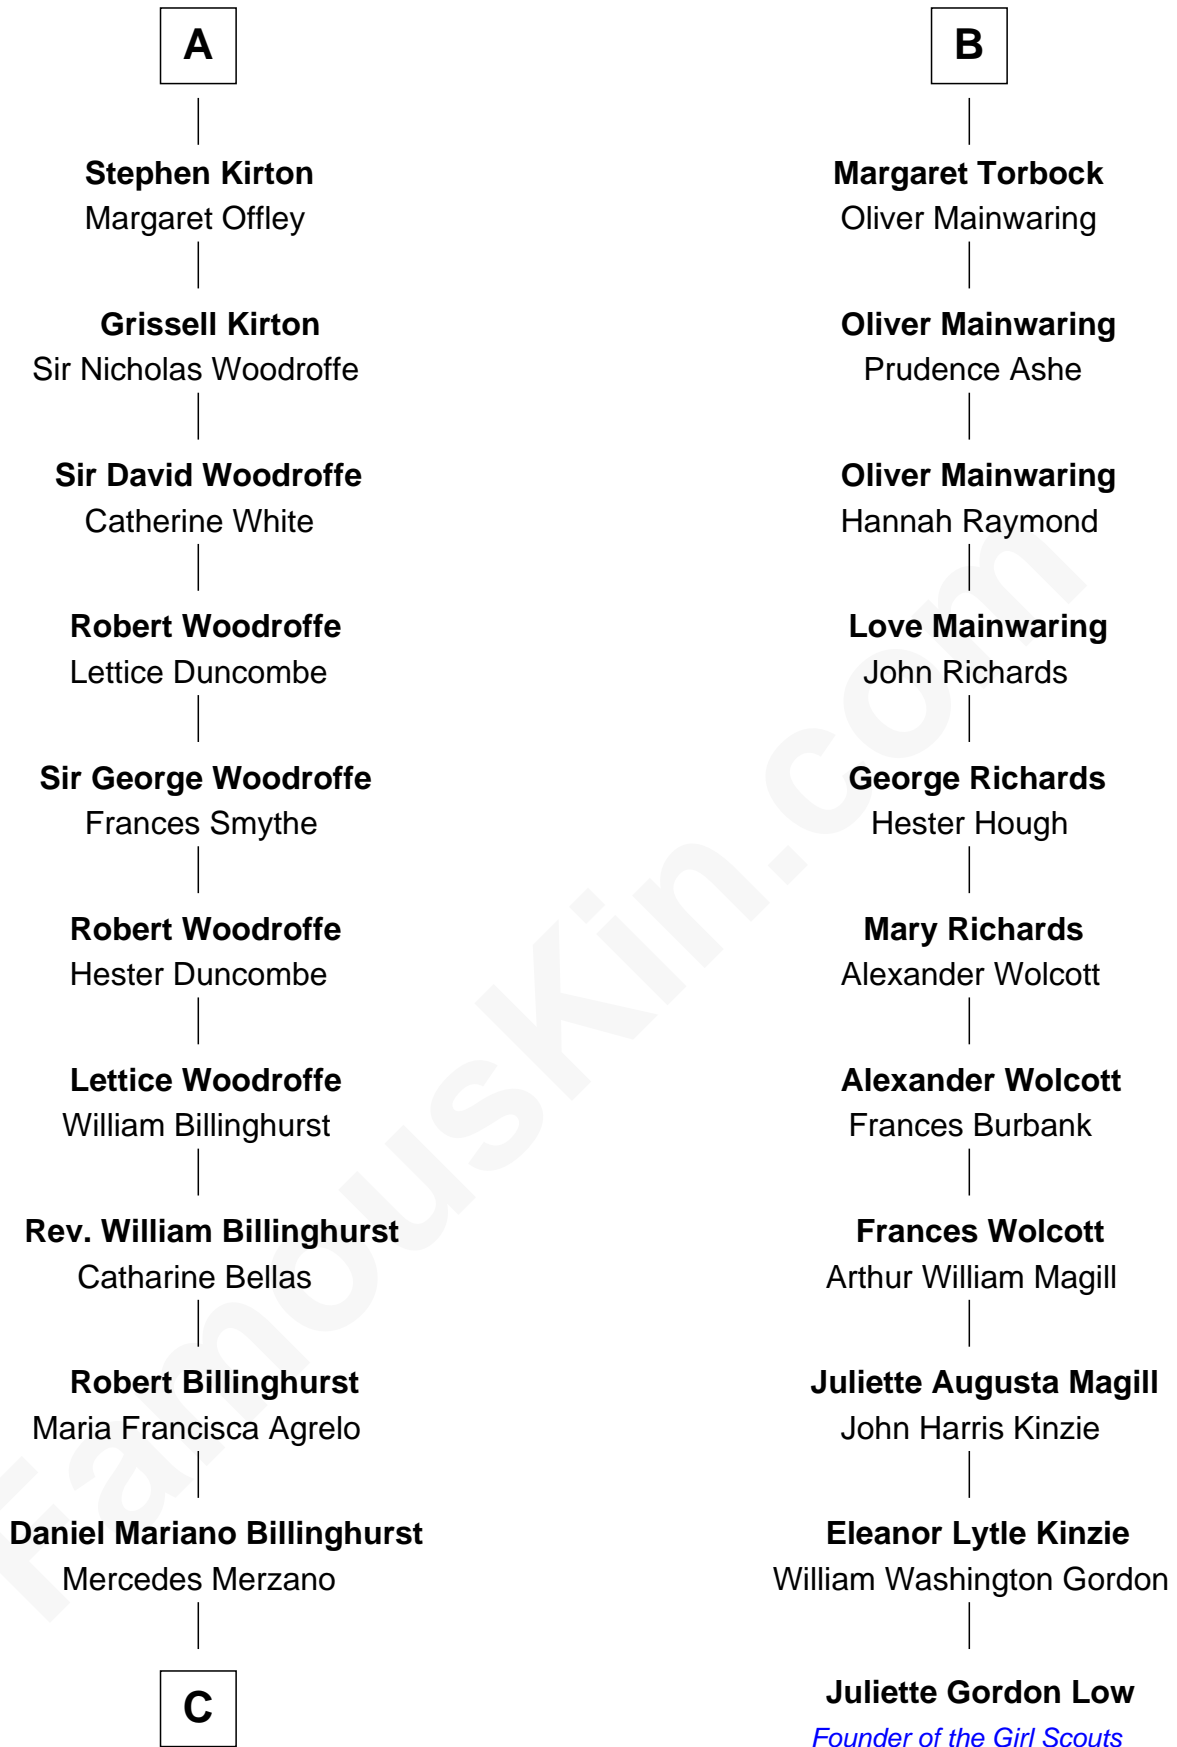 A
Stephen Kirton
Margaret Offley
Grissell Kirton
Sir Nicholas Woodroffe
Sir David Woodroffe
Catherine White
Robert Woodroffe
Lettice Duncombe
Sir George Woodroffe
Frances Smythe
Robert Woodroffe
Hester Duncombe
Lettice Woodroffe
William Billinghurst
Rev. William Billinghurst
Catharine Bellas
Robert Billinghurst
Maria Francisca Agrelo
Daniel Mariano Billinghurst
Mercedes Merzano
C
B
Margaret Torbock
Oliver Mainwaring
Oliver Mainwaring
Prudence Ashe
Oliver Mainwaring
Hannah Raymond
Love Mainwaring
John Richards
George Richards
Hester Hough
Mary Richards
Alexander Wolcott
Alexander Wolcott
Frances Burbank
Frances Wolcott
Arthur William Magill
Juliette Augusta Magill
John Harris Kinzie
Eleanor Lytle Kinzie
William Washington Gordon
Juliette Gordon Low
Founder of the Girl Scouts
FamousKin.com